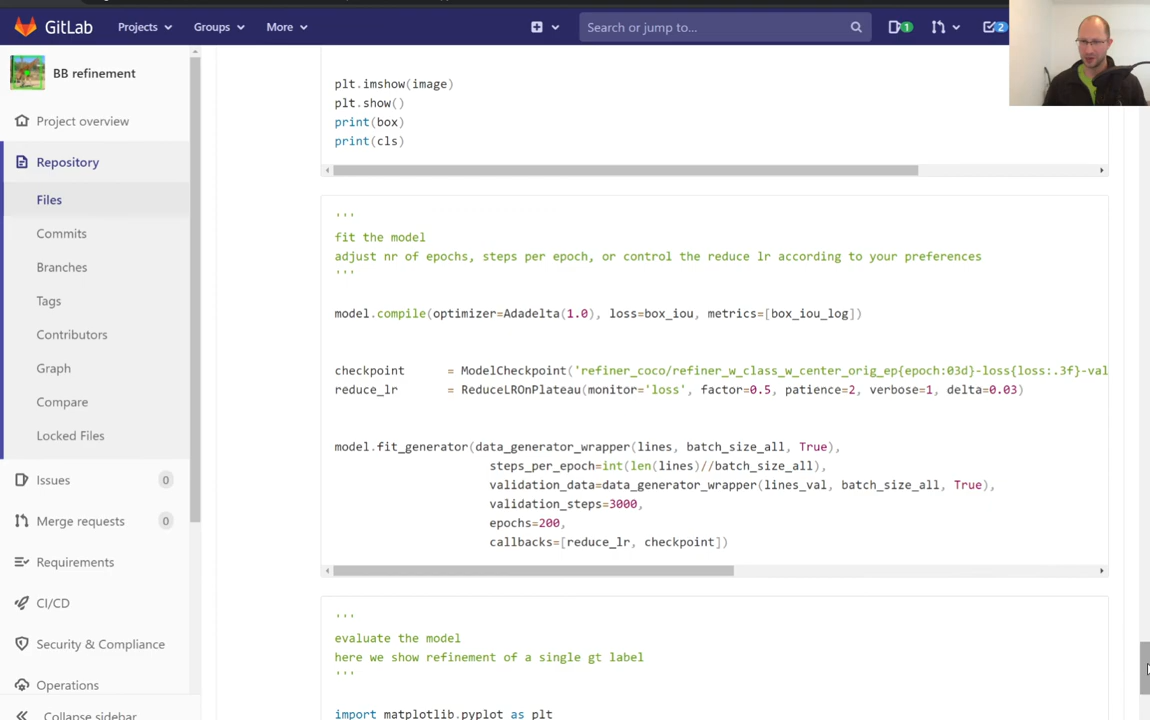 GitLab
Projects
Groups
More
Search or jump to...
1
2
BB refinement
Project overview
Repository
Files
Commits
Branches
Tags
Contributors
Graph
Compare
Locked Files
Issues
0
Merge requests
0
Requirements
CI/CD
Security & Compliance
Operations
Collapse sidebar
plt.imshow(image)
plt.show()
print(box)
print(cls)
'''
fit the model
adjust nr of epochs, steps per epoch, or control the reduce lr according to your preferences
'''
model.compile(optimizer=Adadelta(1.0), loss=box_iou, metrics=[box_iou_log])
checkpoint = ModelCheckpoint('refiner_coco/refiner_w_class_w_center_orig_ep{epoch:03d}-loss{loss:.3f}-val
reduce_lr = ReduceLROnPlateau(monitor='loss', factor=0.5, patience=2, verbose=1, delta=0.03)
model.fit_generator(data_generator_wrapper(lines, batch_size_all, True),
steps_per_epoch=int(len(lines)//batch_size_all),
validation_data=data_generator_wrapper(lines_val, batch_size_all, True),
validation_steps=3000,
epochs=200,
callbacks=[reduce_lr, checkpoint])
'''
evaluate the model
here we show refinement of a single gt label
'''
import matplotlib.pyplot as plt